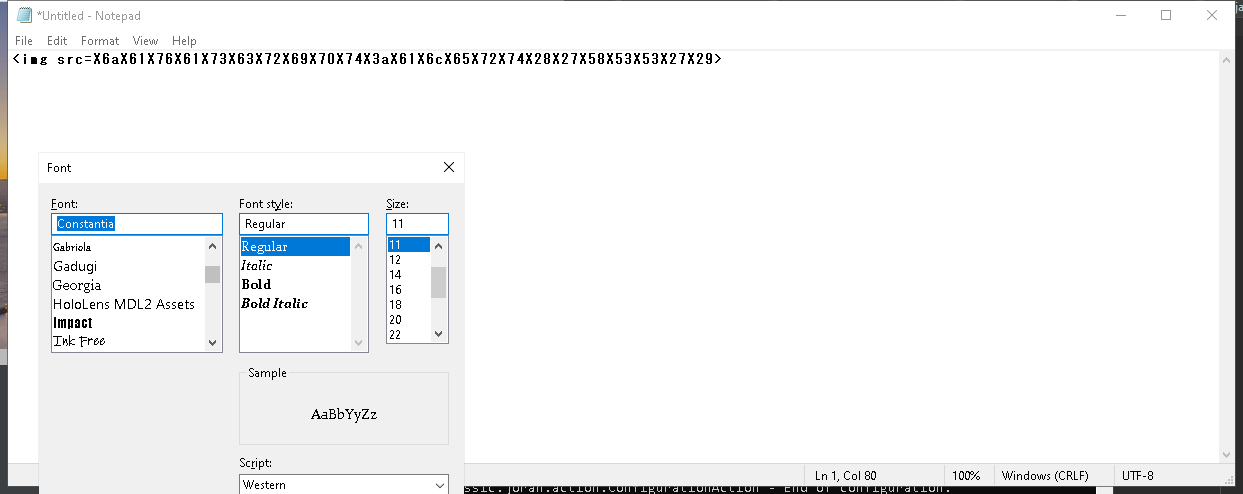 *Untitled - Notepad
File Edit Format View Help
<img src=X6aX61X76X61X73X63X72X69X70X74X3aX61X6cX65X72X74X28X27X58X53X53X27X29>
Font
Font: Font style: Size:
Constantia Regular 11
Gabriola Regular 11
Gadugi Italic 12
Georgia Bold 14
HoloLens MDL2 Assets Bold Italic 16
Impact 18
Ink Free 20
22
Sample
AaBbYyZz
Script:
Western
Ln 1, Col 80 100% Windows (CRLF) UTF-8
ssic.joran.action.ConfigurationAction - End of configuration.
ja